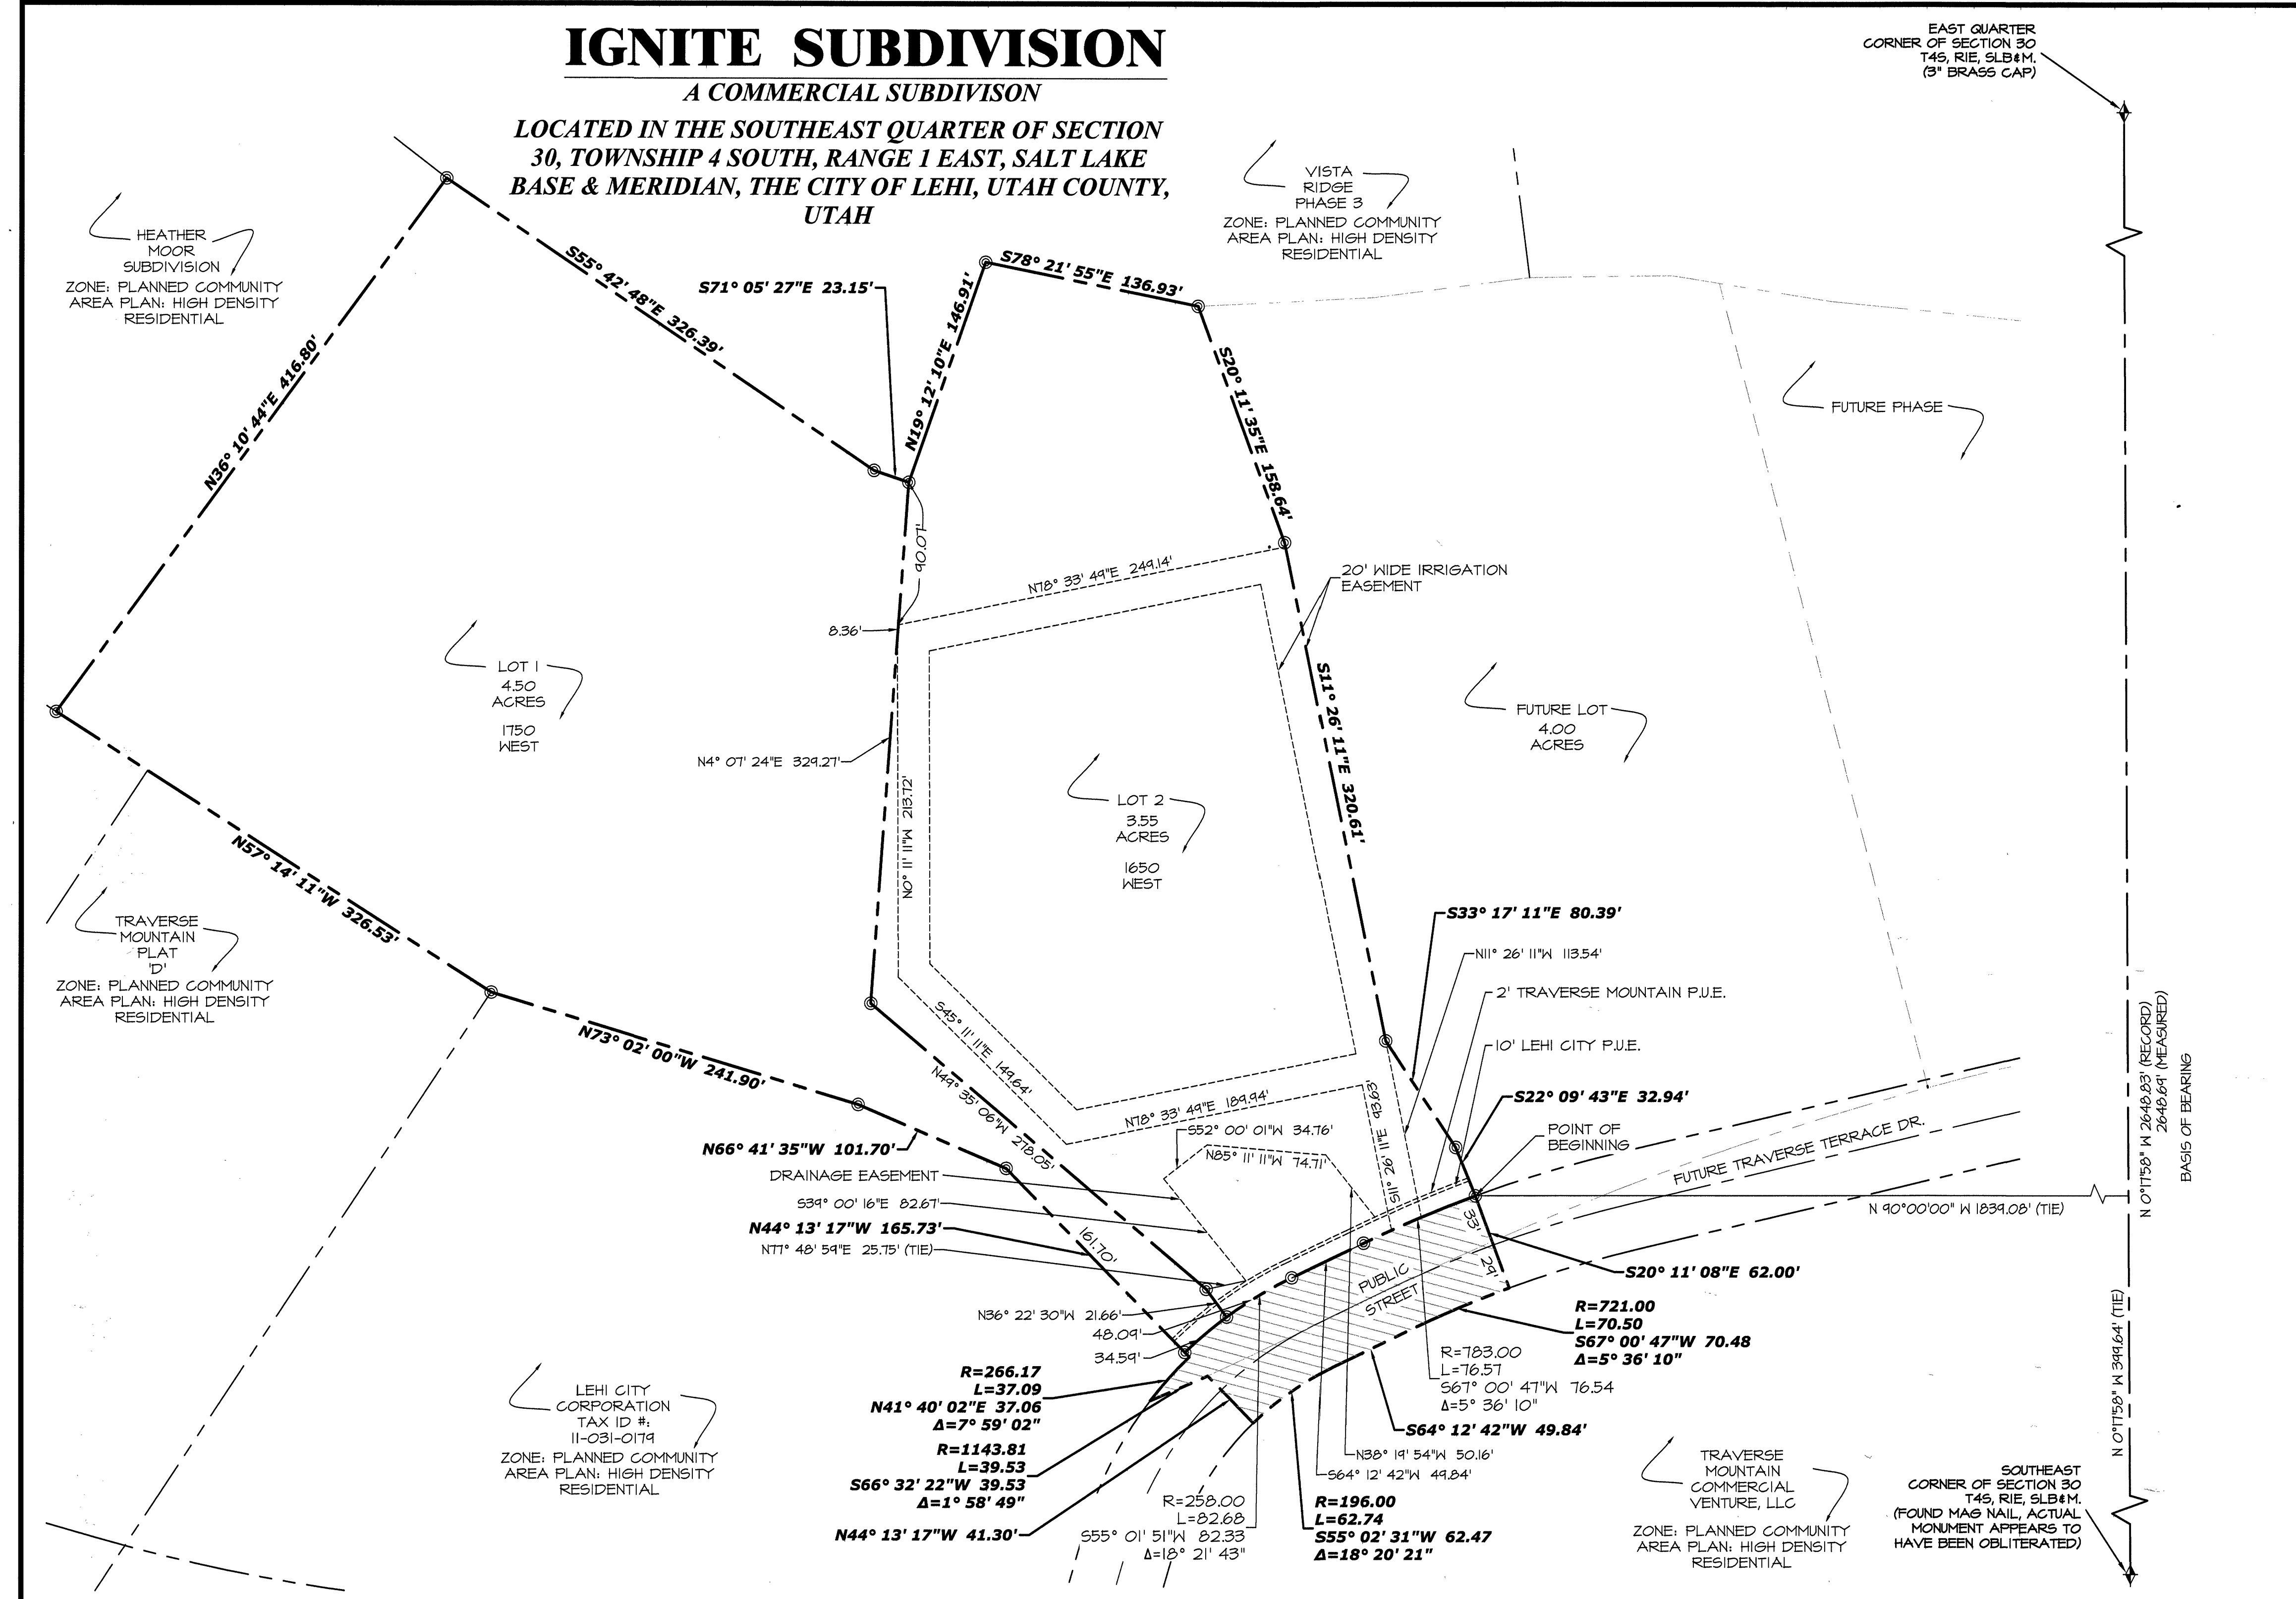 IGNITE SUBDIVISION
A COMMERCIAL SUBDIVISON
LOCATED IN THE SOUTHEAST QUARTER OF SECTION
30, TOWNSHIP 4 SOUTH, RANGE 1 EAST, SALT LAKE
BASE & MERIDIAN, THE CITY OF LEHI, UTAH COUNTY,
UTAH
EAST QUARTER
CORNER OF SECTION 30
T4S, R1E, SLB&M.
(3" BRASS CAP)
VISTA
RIDGE
PHASE 3
ZONE: PLANNED COMMUNITY
AREA PLAN: HIGH DENSITY
RESIDENTIAL
HEATHER
MOOR
SUBDIVISION
ZONE: PLANNED COMMUNITY
AREA PLAN: HIGH DENSITY
RESIDENTIAL
S55° 42' 48"E 326.39'
S71° 05' 27"E 23.15'
N19° 12' 10"E 146.91'
S78° 21' 55"E 136.93'
S20° 11' 35"E 158.64'
N36° 10' 44"E 416.80'
FUTURE PHASE
90.07'
N78° 33' 49"E 249.14'
20' WIDE IRRIGATION
EASEMENT
8.36'
LOT 1
4.50
ACRES
1750
WEST
S11° 26' 11"E 320.61'
FUTURE LOT
4.00
ACRES
N4° 07' 24"E 329.27'
N0° 11' 11"W 213.72'
LOT 2
3.55
ACRES
1650
WEST
N57° 14' 11"W 326.53'
TRAVERSE
MOUNTAIN
PLAT
'D'
ZONE: PLANNED COMMUNITY
AREA PLAN: HIGH DENSITY
RESIDENTIAL
S33° 17' 11"E 80.39'
N11° 26' 11"W 113.54'
2' TRAVERSE MOUNTAIN P.U.E.
10' LEHI CITY P.U.E.
S22° 09' 43"E 32.94'
POINT OF
BEGINNING
FUTURE TRAVERSE TERRACE DR.
N 90°00'00" W 1839.08' (TIE)
N 0°17'58" W 2648.83' (RECORD)
2648.69' (MEASURED)
BASIS OF BEARING
N73° 02' 00"W 241.90'
S45° 11' 11"E 149.64'
N49° 35' 06"W 278.05'
N78° 33' 49"E 189.94'
S11° 26' 11"E 93.63'
S52° 00' 01"W 34.76'
N85° 11' 11"W 74.71'
N66° 41' 35"W 101.70'
DRAINAGE EASEMENT
S39° 00' 16"E 82.67'
N44° 13' 17"W 165.73'
N77° 48' 59"E 25.75' (TIE)
161.70'
33'
29'
S20° 11' 08"E 62.00'
PUBLIC
STREET
N36° 22' 30"W 21.66'
48.09'
34.59'
R=721.00
L=70.50
S67° 00' 47"W 70.48
Δ=5° 36' 10"
R=783.00
L=76.57
S67° 00' 47"W 76.54
Δ=5° 36' 10"
R=266.17
L=37.09
N41° 40' 02"E 37.06
Δ=7° 59' 02"
R=1143.81
L=39.53
S66° 32' 22"W 39.53
Δ=1° 58' 49"
N44° 13' 17"W 41.30'
S64° 12' 42"W 49.84'
N38° 19' 54"W 50.16'
S64° 12' 42"W 49.84'
R=258.00
L=82.68
S55° 01' 51"W 82.33
Δ=18° 21' 43"
R=196.00
L=62.74
S55° 02' 31"W 62.47
Δ=18° 20' 21"
LEHI CITY
CORPORATION
TAX ID #:
11-031-0179
ZONE: PLANNED COMMUNITY
AREA PLAN: HIGH DENSITY
RESIDENTIAL
TRAVERSE
MOUNTAIN
COMMERCIAL
VENTURE, LLC
ZONE: PLANNED COMMUNITY
AREA PLAN: HIGH DENSITY
RESIDENTIAL
N 0°17'58" W 399.64' (TIE)
SOUTHEAST
CORNER OF SECTION 30
T4S, R1E, SLB&M.
(FOUND MAG NAIL, ACTUAL
MONUMENT APPEARS TO
HAVE BEEN OBLITERATED)